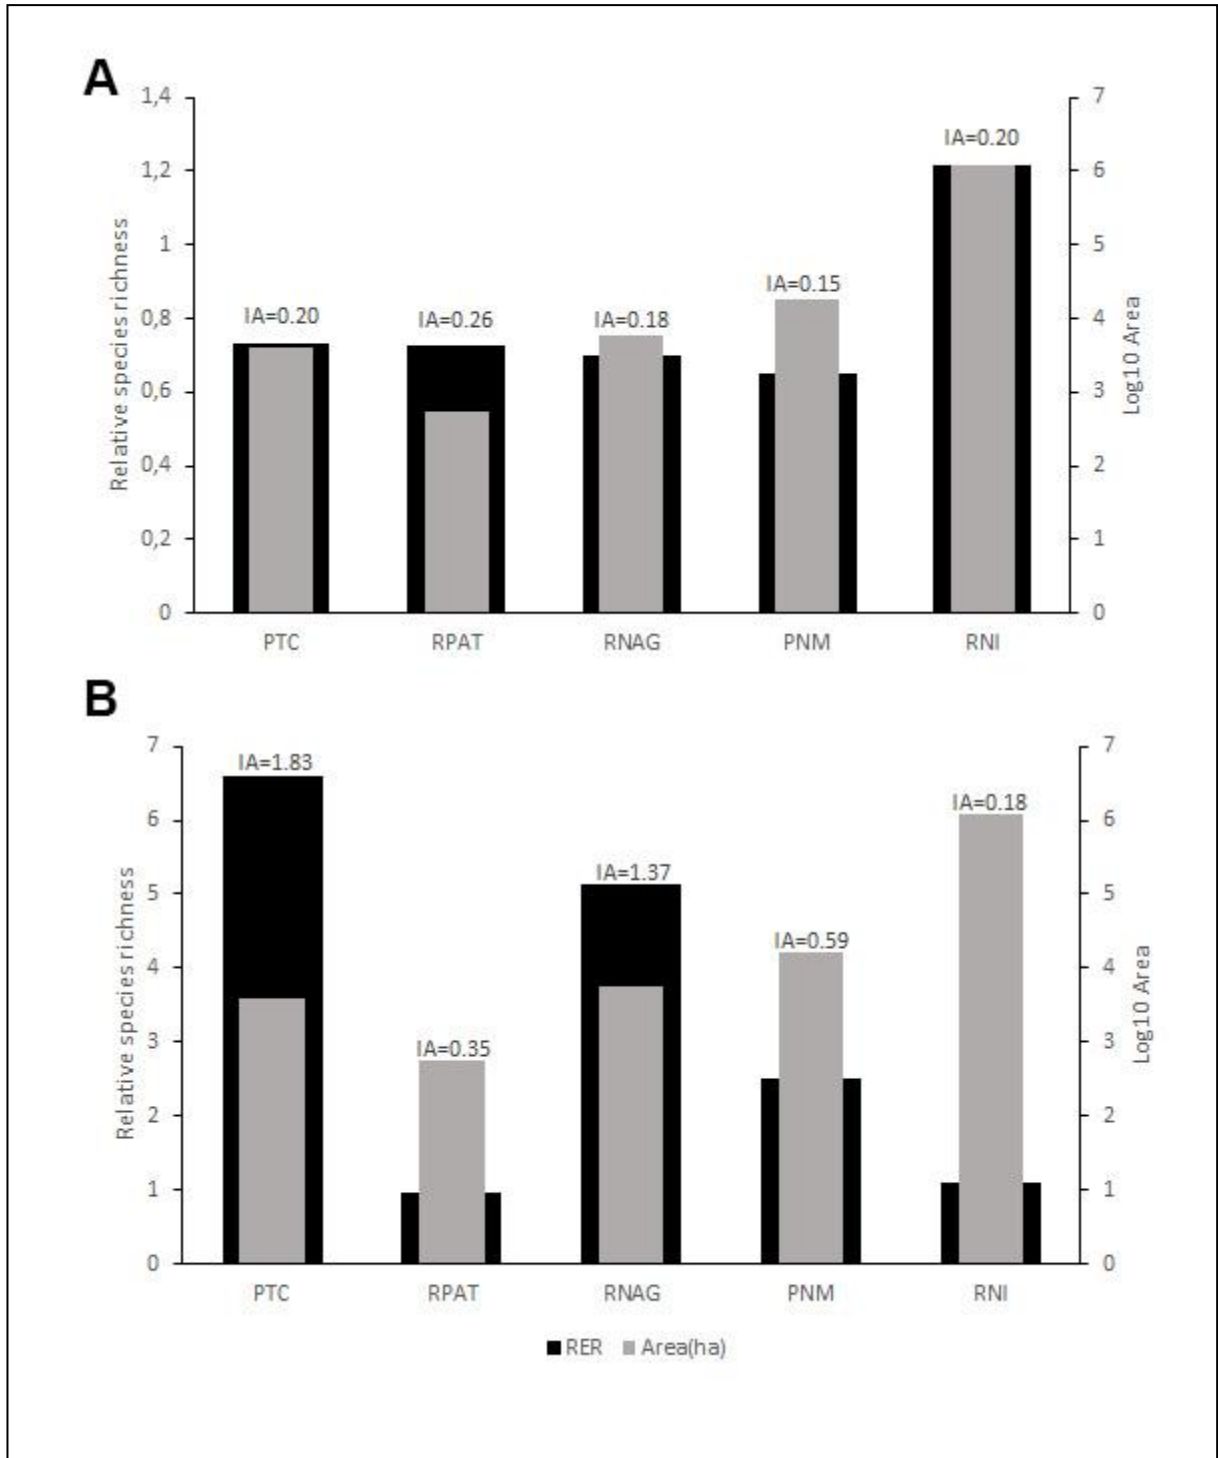 A
Relative species richness
1,4
1,2
1
0,8
0,6
0,4
0,2
0
IA=0.20
IA=0.26
IA=0.18
IA=0.15
IA=0.20
7
6
5
4
3
2
1
0
Log10 Area
PTC RPAT RNAG PNM RNI
B
Relative species richness
7
6
5
4
3
2
1
0
IA=1.83
IA=0.35
IA=1.37
IA=0.59
IA=0.18
7
6
5
4
3
2
1
0
Log10 Area
PTC RPAT RNAG PNM RNI
RER Area(ha)